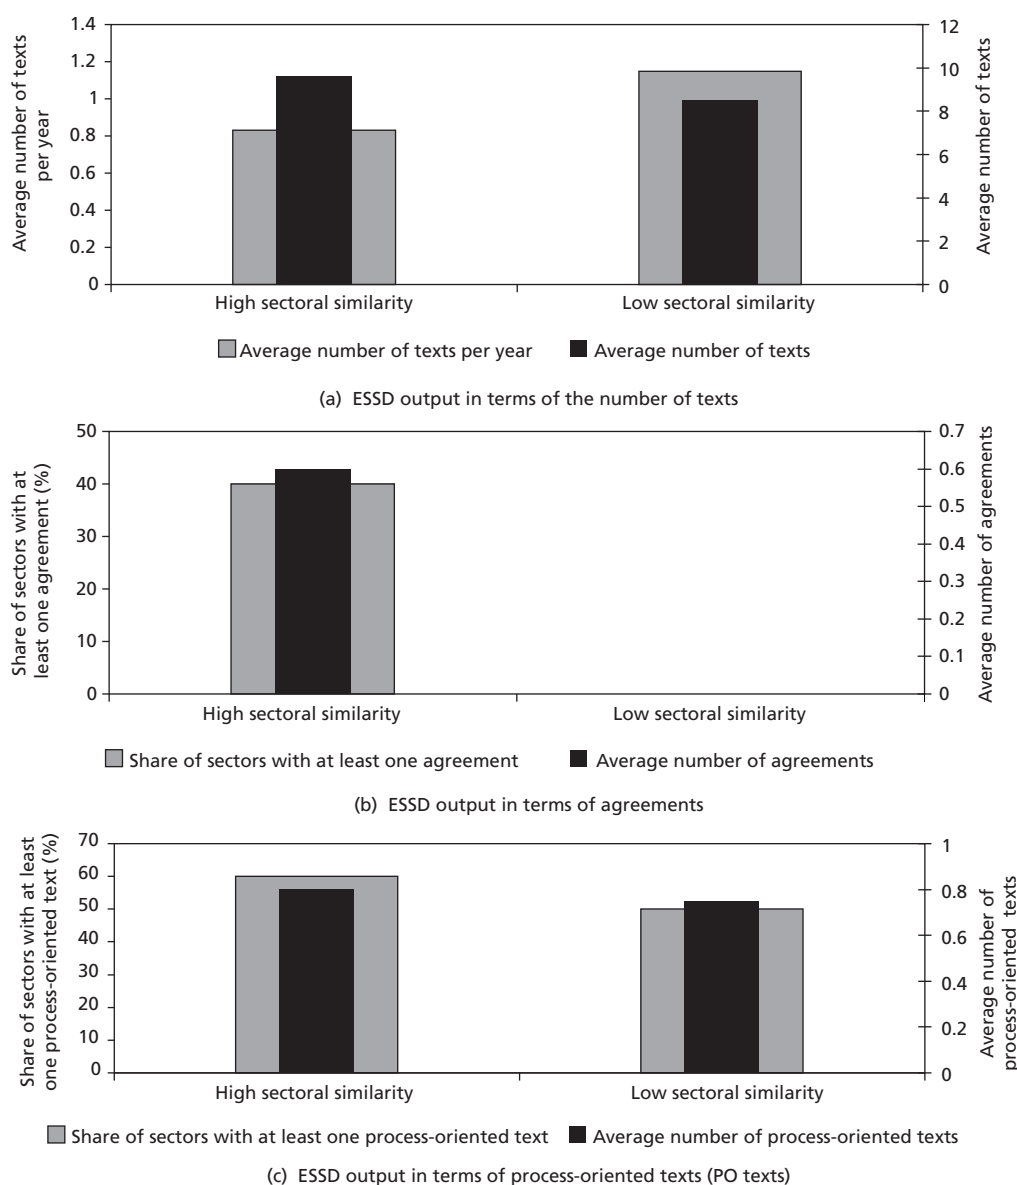 Average number of texts
per year
1.4
1.2
1
0.8
0.6
0.4
0.2
0
12
10
8
6
4
2
0
Average number of texts
High sectoral similarity
Low sectoral similarity
Average number of texts per year
Average number of texts
(a) ESSD output in terms of the number of texts
Share of sectors with at
least one agreement (%)
50
40
30
20
10
0
0.7
0.6
0.5
0.4
0.3
0.2
0.1
0
Average number of agreements
High sectoral similarity
Low sectoral similarity
Share of sectors with at least one agreement
Average number of agreements
(b) ESSD output in terms of agreements
Share of sectors with at least
one process-oriented text (%)
70
60
50
40
30
20
10
0
1
0.8
0.6
0.4
0.2
0
Average number of
process-oriented texts
High sectoral similarity
Low sectoral similarity
Share of sectors with at least one process-oriented text
Average number of process-oriented texts
(c) ESSD output in terms of process-oriented texts (PO texts)